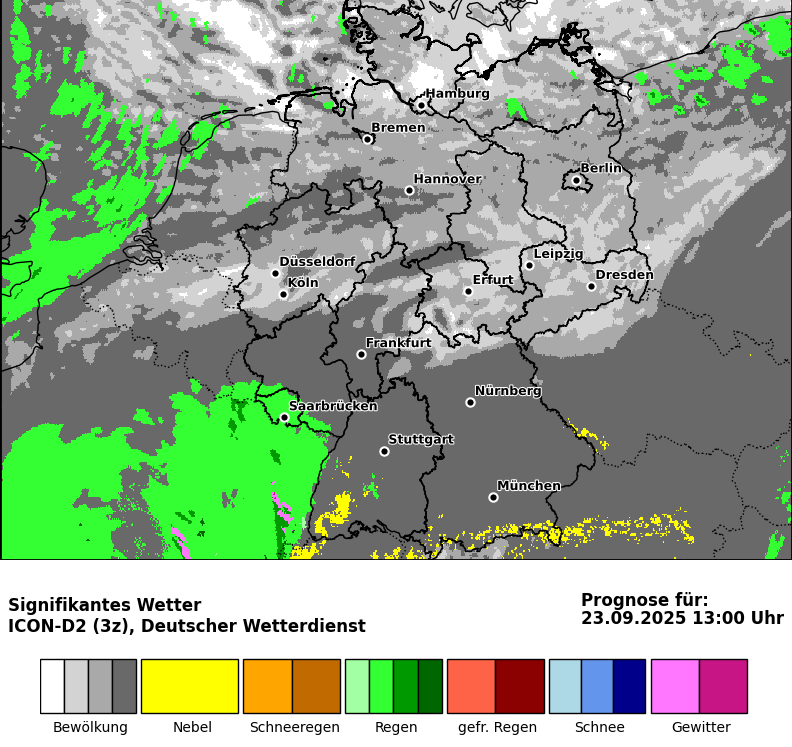 Hamburg
Bremen
Berlin
Hannover
Leipzig
Düsseldorf
Dresden
Köln
Erfurt
Frankfurt
Nürnberg
Saarbrücken
Stuttgart
München
Signifikantes Wetter
ICON-D2 (3z), Deutscher Wetterdienst
Prognose für:
23.09.2025 13:00 Uhr
Bewölkung
Nebel
Schneeregen
Regen
gefr. Regen
Schnee
Gewitter